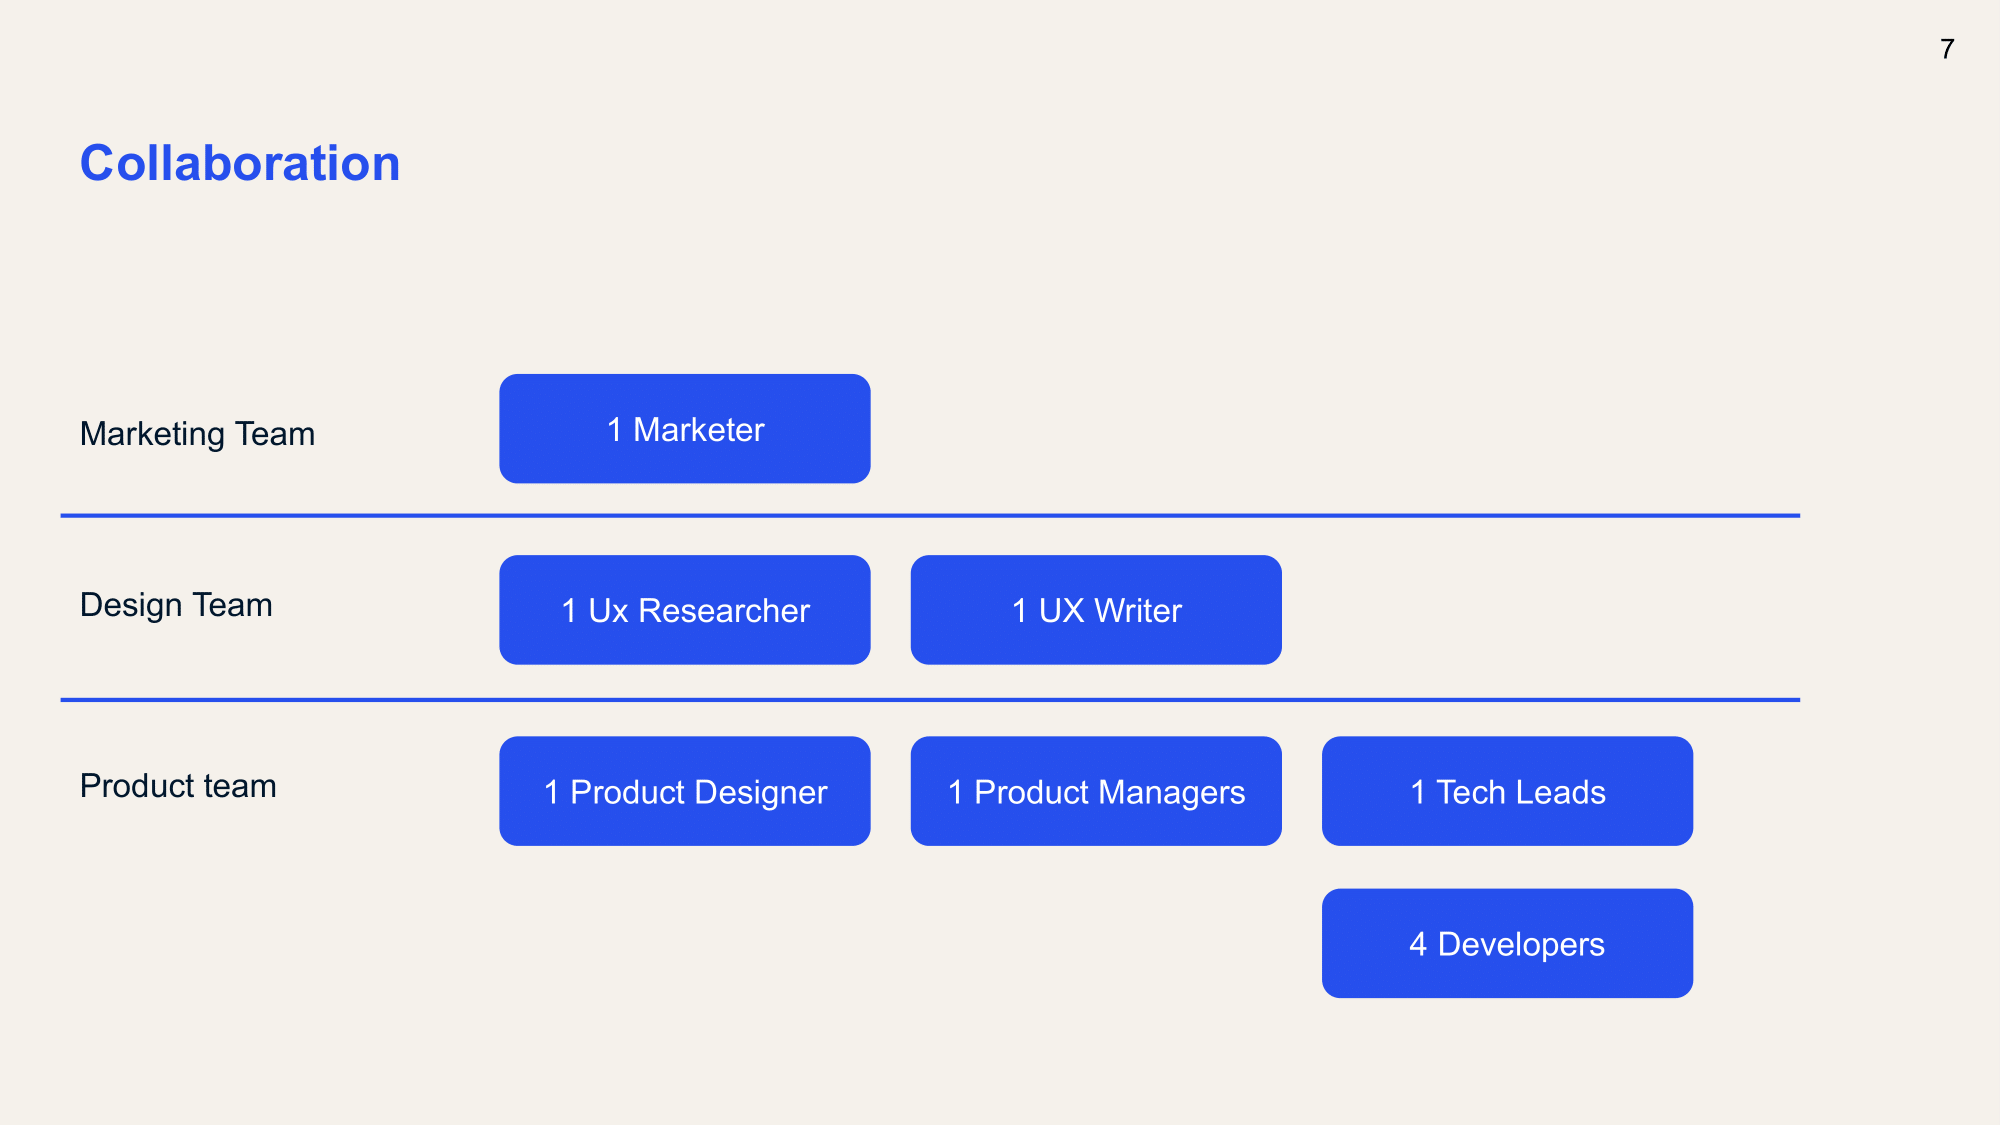 7
Collaboration
Marketing Team
1 Marketer
Design Team
1 Ux Researcher
1 UX Writer
Product team
1 Product Designer
1 Product Managers
1 Tech Leads
4 Developers